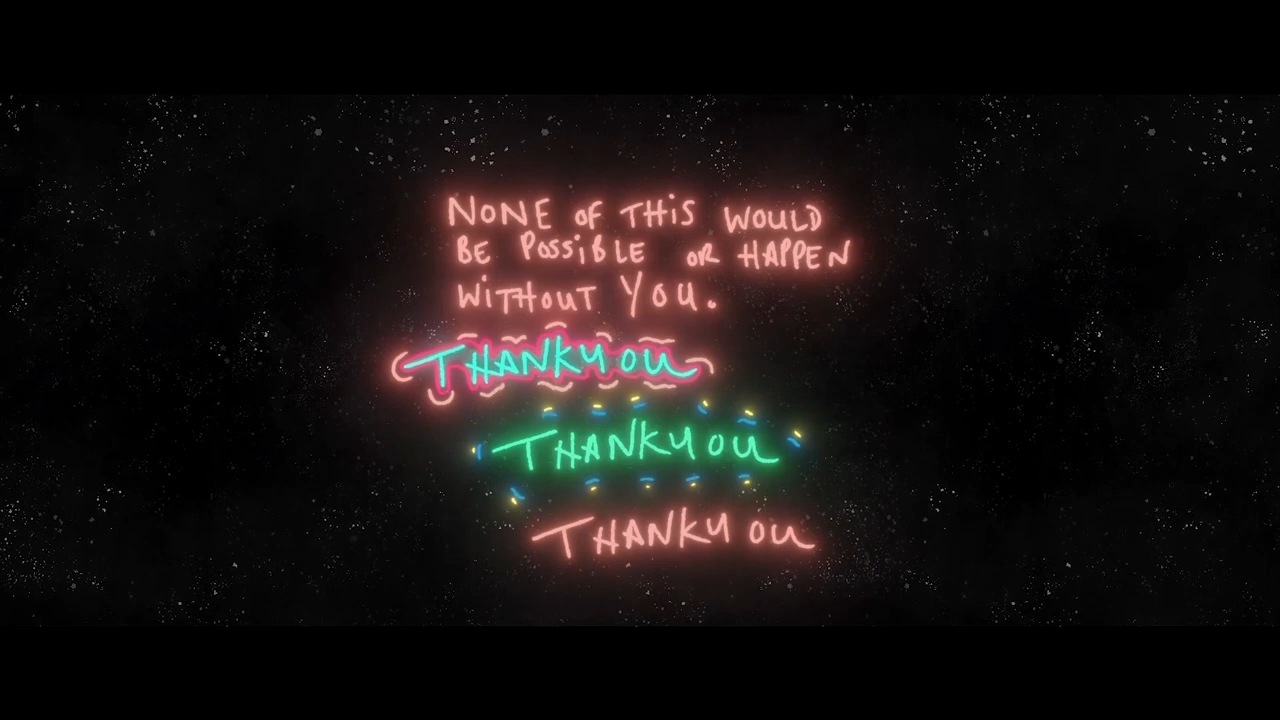 NONE OF THiS WOULD
BE POSSiBLE OR HAPPEN
WiTHOUT YOU.
THANKYOU
THANKYOU
THANKYOU